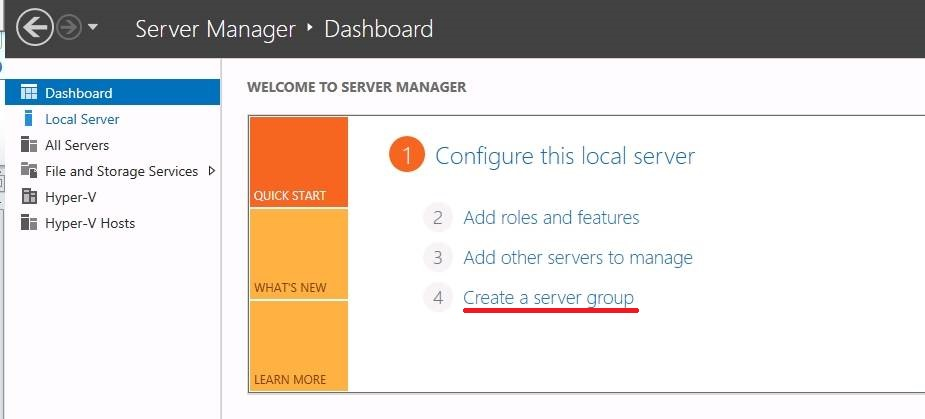 Server Manager ‣ Dashboard
Dashboard
Local Server
All Servers
File and Storage Services
Hyper-V
Hyper-V Hosts
WELCOME TO SERVER MANAGER
QUICK START
WHAT'S NEW
LEARN MORE
1 Configure this local server
2 Add roles and features
3 Add other servers to manage
4 Create a server group